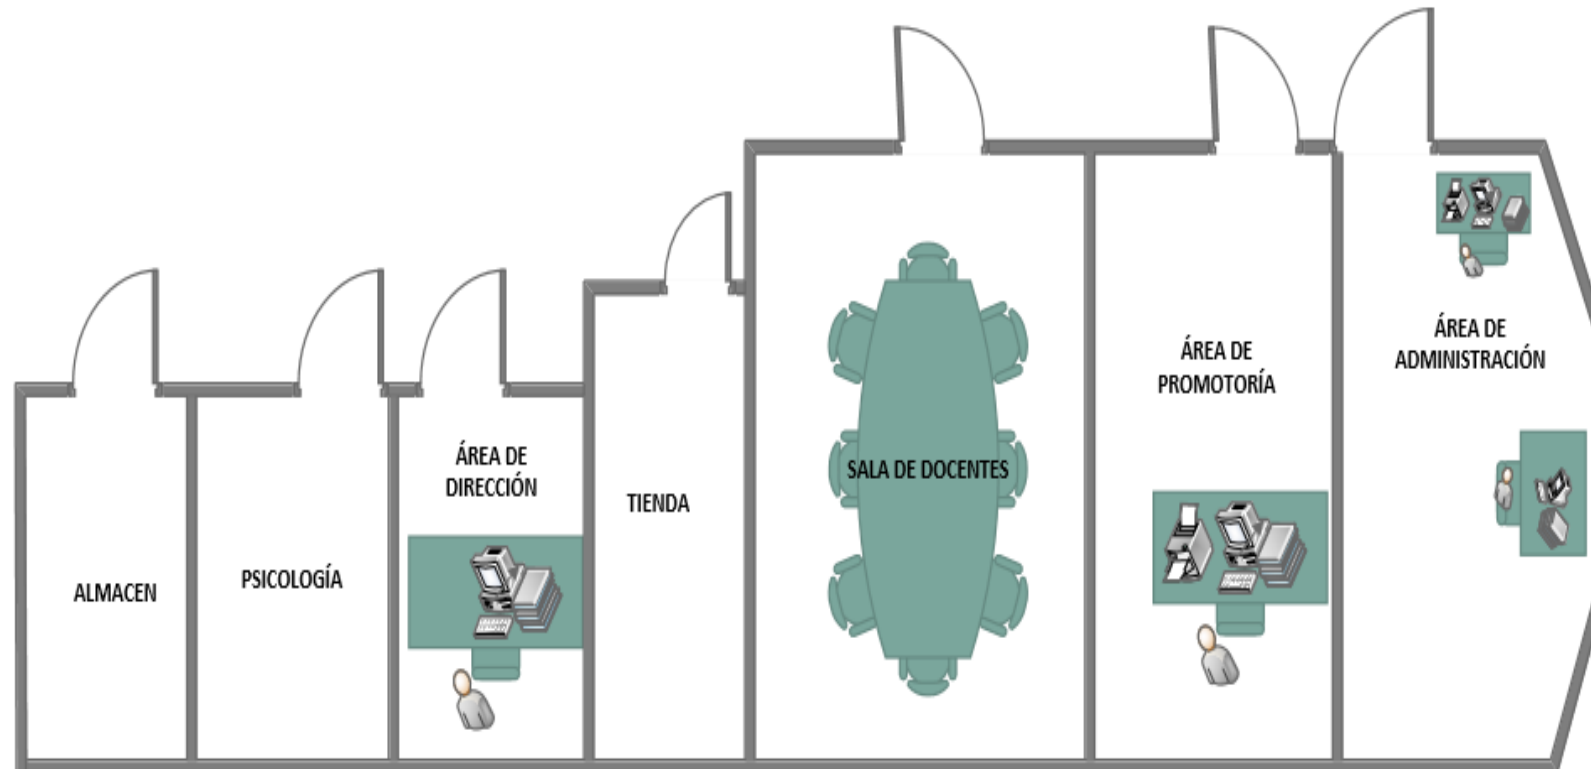 ALMACEN
PSICOLOGÍA
ÁREA DE
DIRECCIÓN
TIENDA
SALA DE DOCENTES
ÁREA DE
PROMOTORÍA
ÁREA DE
ADMINISTRACIÓN